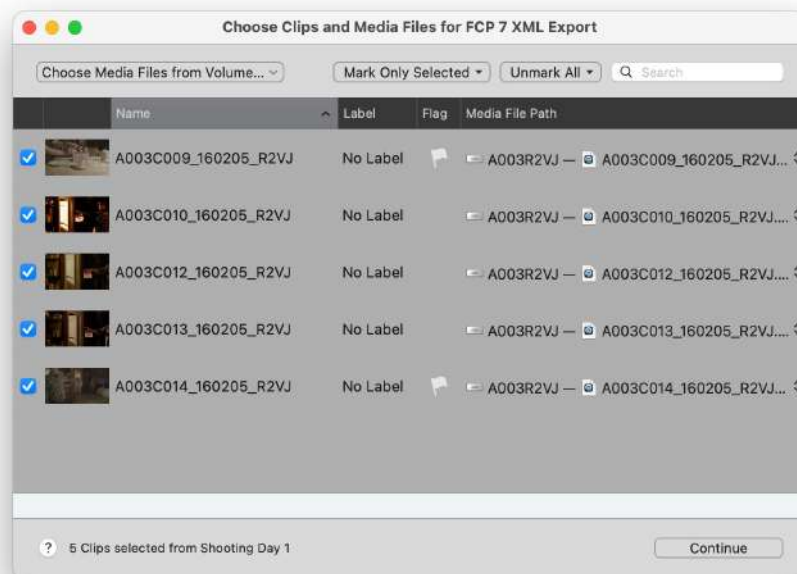 Choose Clips and Media Files for FCP 7 XML Export
Choose Media Files from Volume... Mark Only Selected Unmark All Search
Name Label Flag Media File Path
A003C009_160205_R2VJ No Label A003R2VJ — A003C009_160205_R2VJ...
A003C010_160205_R2VJ No Label A003R2VJ — A003C010_160205_R2VJ....
A003C012_160205_R2VJ No Label A003R2VJ — A003C012_160205_R2VJ....
A003C013_160205_R2VJ No Label A003R2VJ — A003C013_160205_R2VJ....
A003C014_160205_R2VJ No Label A003R2VJ — A003C014_160205_R2VJ...
? 5 Clips selected from Shooting Day 1 Continue